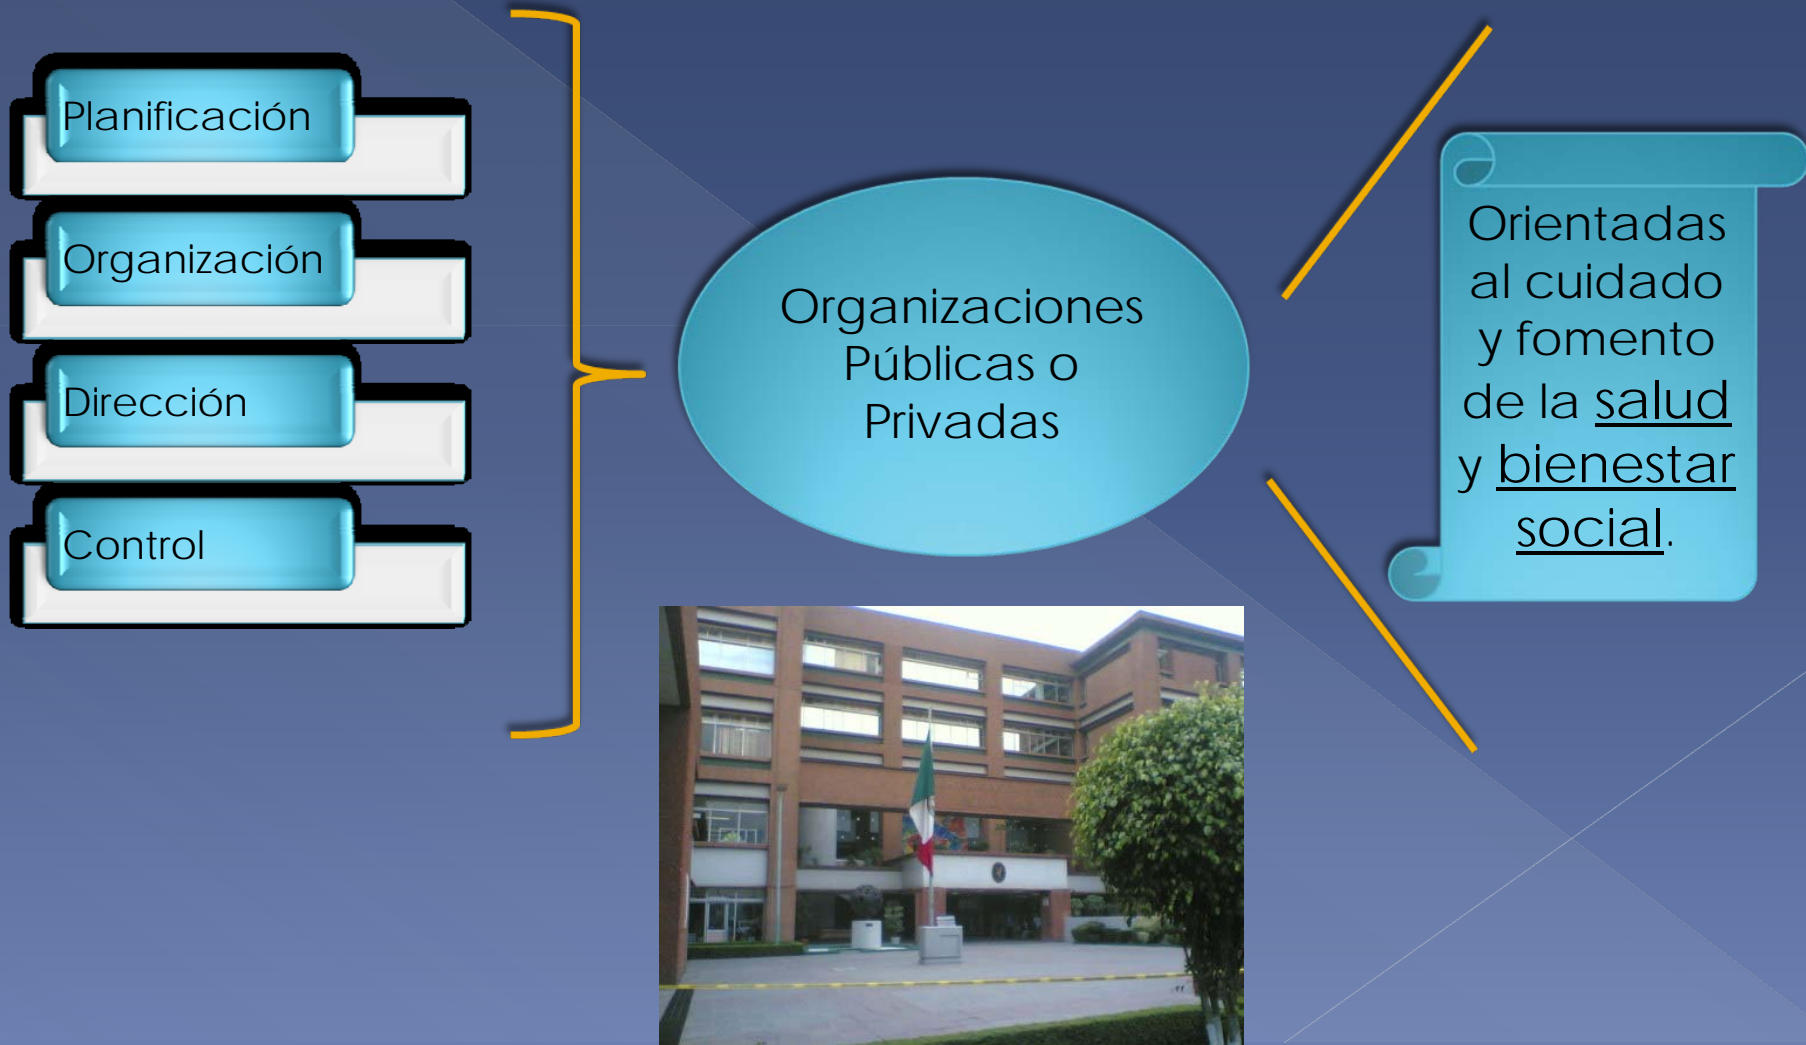 Planificación
Organización
Dirección
Control
Organizaciones
Públicas o
Privadas
Orientadas
al cuidado
y fomento
de la salud
y bienestar
social.